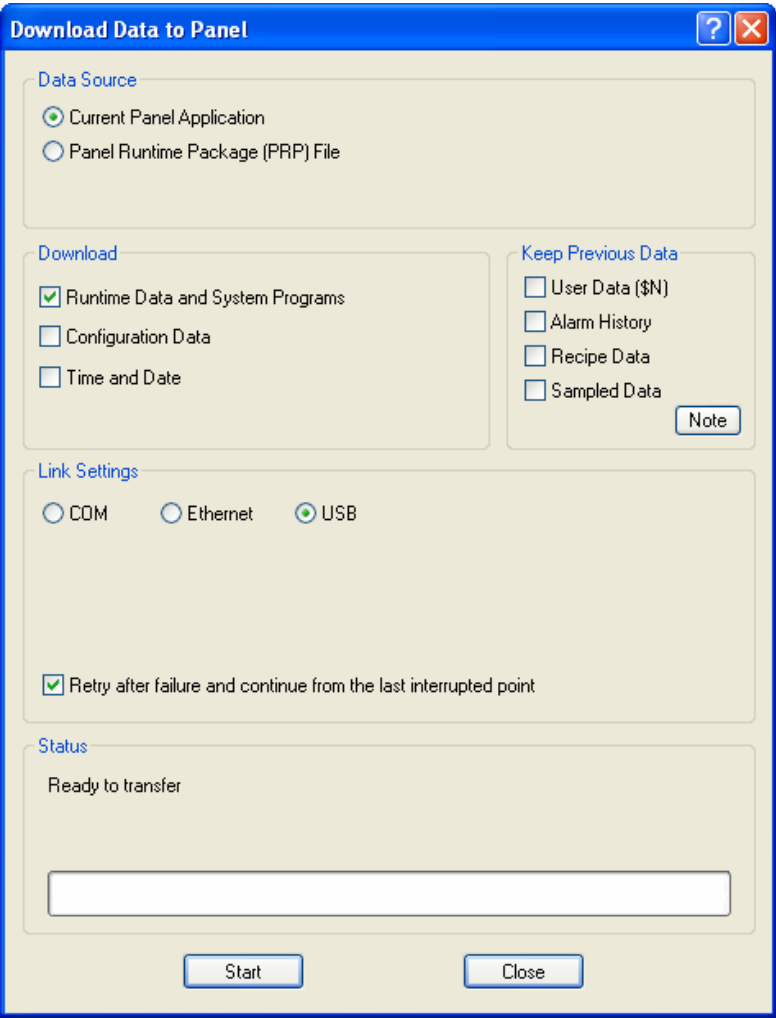 Download Data to Panel
?
Data Source
Current Panel Application
Panel Runtime Package (PRP) File
Download
Runtime Data and System Programs
Configuration Data
Time and Date
Keep Previous Data
User Data ($N)
Alarm History
Recipe Data
Sampled Data
Note
Link Settings
COM Ethernet USB
Retry after failure and continue from the last interrupted point
Status
Ready to transfer
Start Close